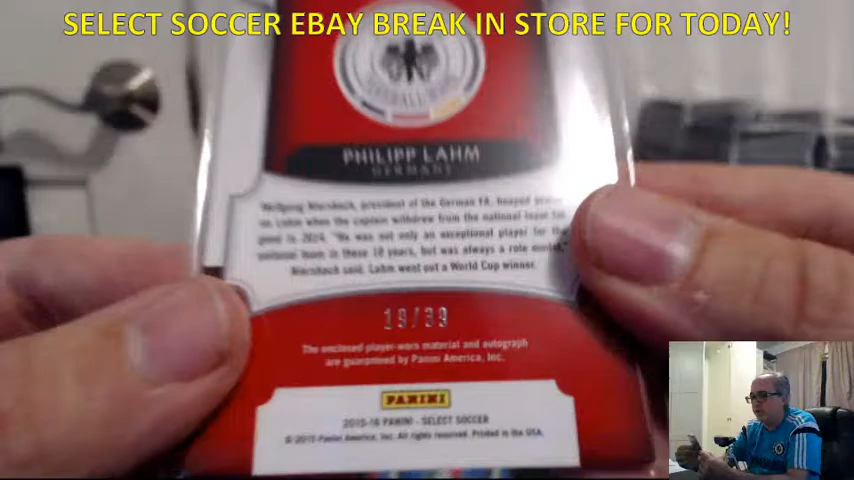 SELECT SOCCER EBAY BREAK IN STORE FOR TODAY!
PHILIPP LAHM
GERMANY
Wolfgang Niersbach, president of the German FA, heaped
on Lahm when the captain withdrew from the national team for
good in 2014. "He was not only an exceptional player for the
national team in these 10 years, but was always a role model,"
Niersbach said. Lahm went out a World Cup winner.
19/39
The enclosed player-worn material and autograph
are guaranteed by Panini America, Inc.
PANINI
2015-16 PANINI - SELECT SOCCER
© 2015 Panini America, Inc. All rights reserved. Printed in the USA.